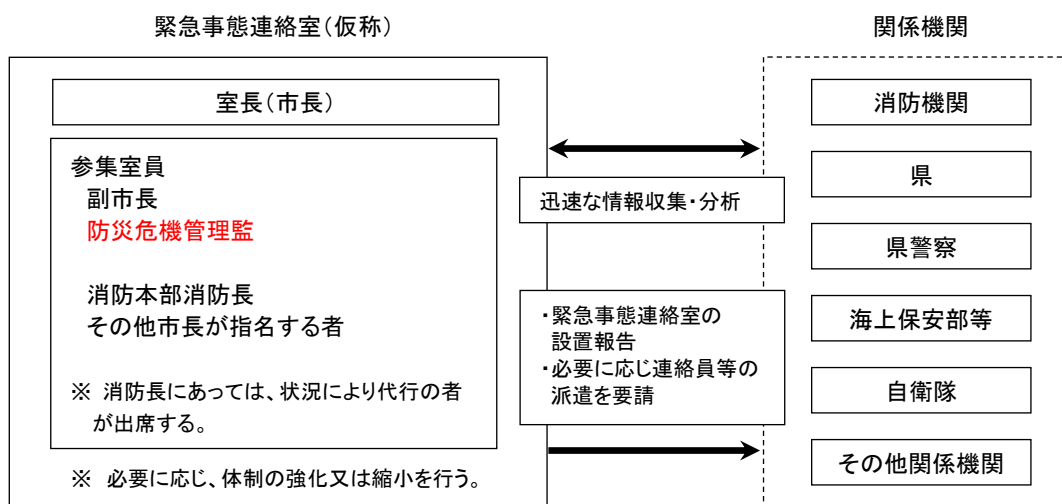 緊急事態連絡室（仮称）
室長（市長）
参集室員
副市長
防災危機管理監
消防本部消防長
その他市長が指名する者
※ 消防長にあっては、状況により代行の者
が出席する。
※ 必要に応じ、体制の強化又は縮小を行う。
迅速な情報収集・分析
・緊急事態連絡室の
設置報告
・必要に応じ連絡員等の
派遣を要請
関係機関
消防機関
県
県警察
海上保安部等
自衛隊
その他関係機関